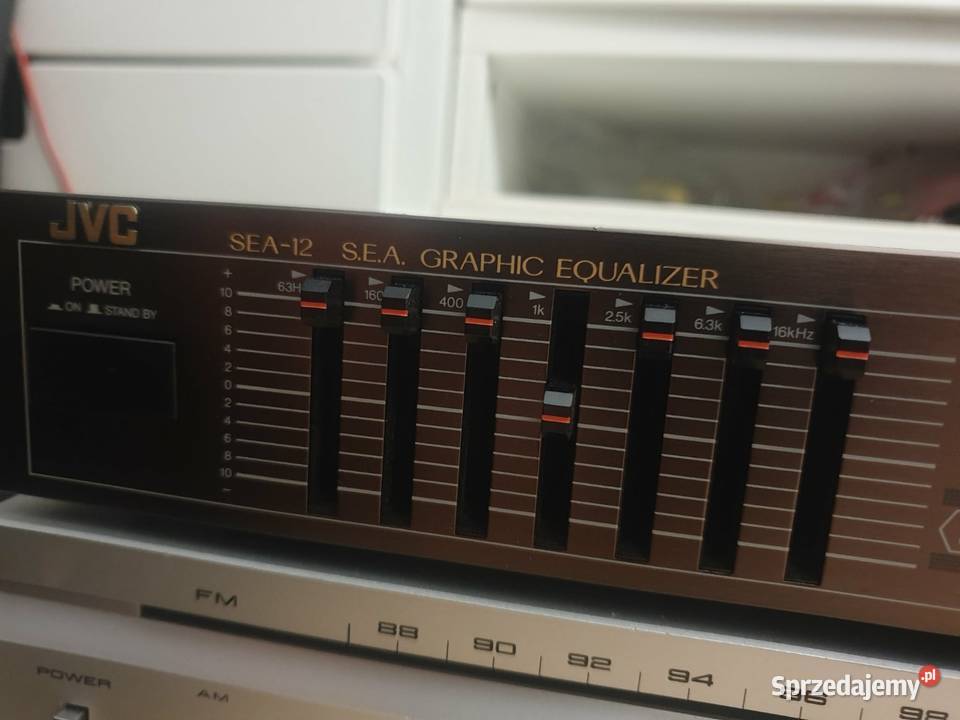 JVC
SEA-12 S.E.A. GRAPHIC EQUALIZER
POWER
ON STAND BY
63H 160 400 1k 2.5k 6.3k 16kHz
+
10
8
6
4
2
0
2
4
6
8
10
-
FM 88 90 92 94 96 98
POWER AM
Sprzedajemy.pl